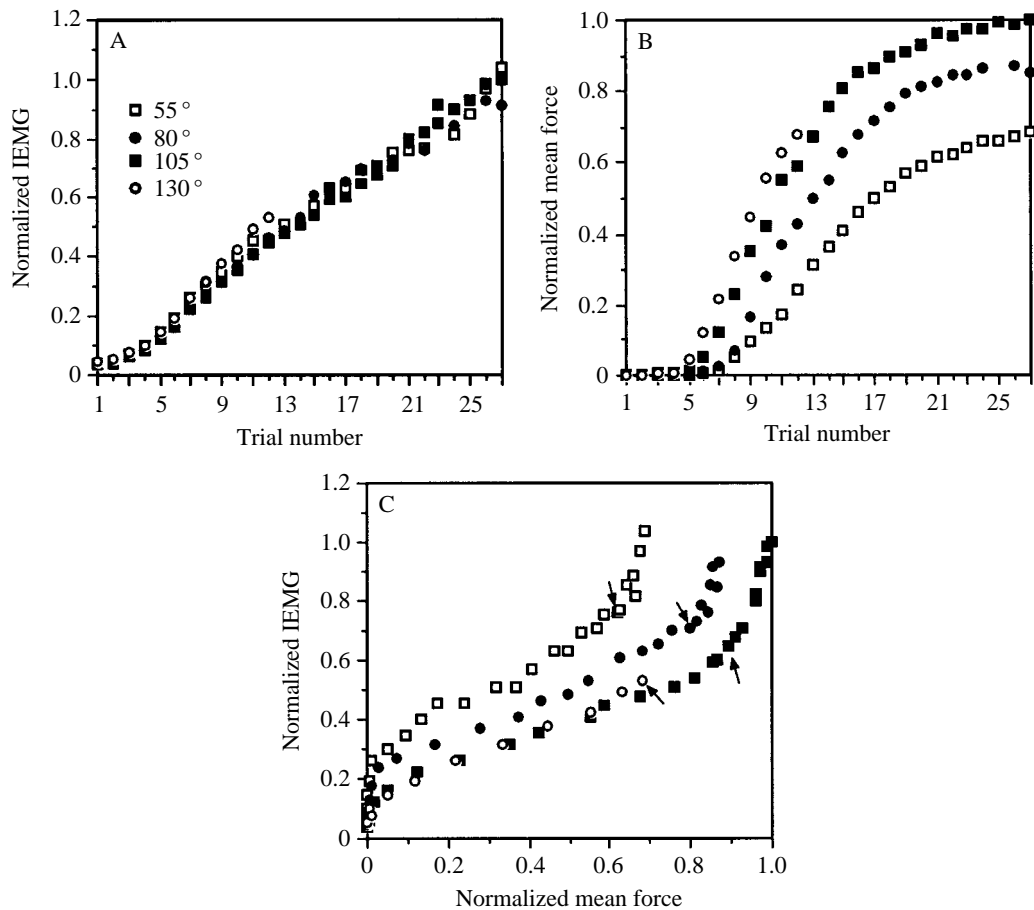 A
Normalized IEMG
1.2
1.0
0.8
0.6
0.4
0.2
0
55°
80°
105°
130°
1 5 9 13 17 21 25
Trial number
B
Normalized mean force
1.0
0.8
0.6
0.4
0.2
0
1 5 9 13 17 21 25
Trial number
C
Normalized IEMG
1.2
1.0
0.8
0.6
0.4
0.2
0
0 0.2 0.4 0.6 0.8 1.0
Normalized mean force